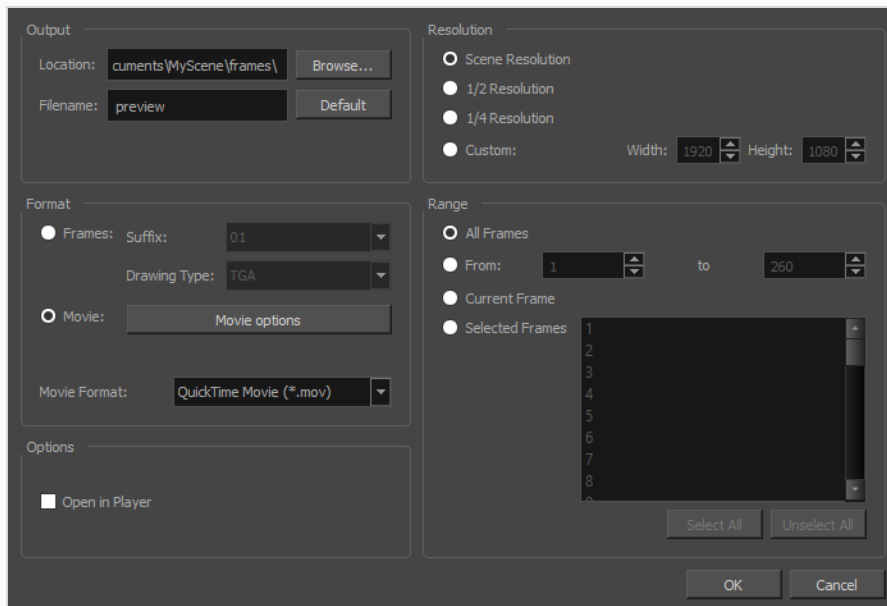 Output
Location: cuments\MyScene\frames\ Browse...
Filename: preview Default
Format
Frames: Suffix: 01
Drawing Type: TGA
Movie: Movie options
Movie Format: QuickTime Movie (*.mov)
Options
Open in Player
Resolution
Scene Resolution
1/2 Resolution
1/4 Resolution
Custom: Width: 1920 Height: 1080
Range
All Frames
From: 1 to 260
Current Frame
Selected Frames 1
2
3
4
5
6
7
8
Select All Unselect All
OK Cancel